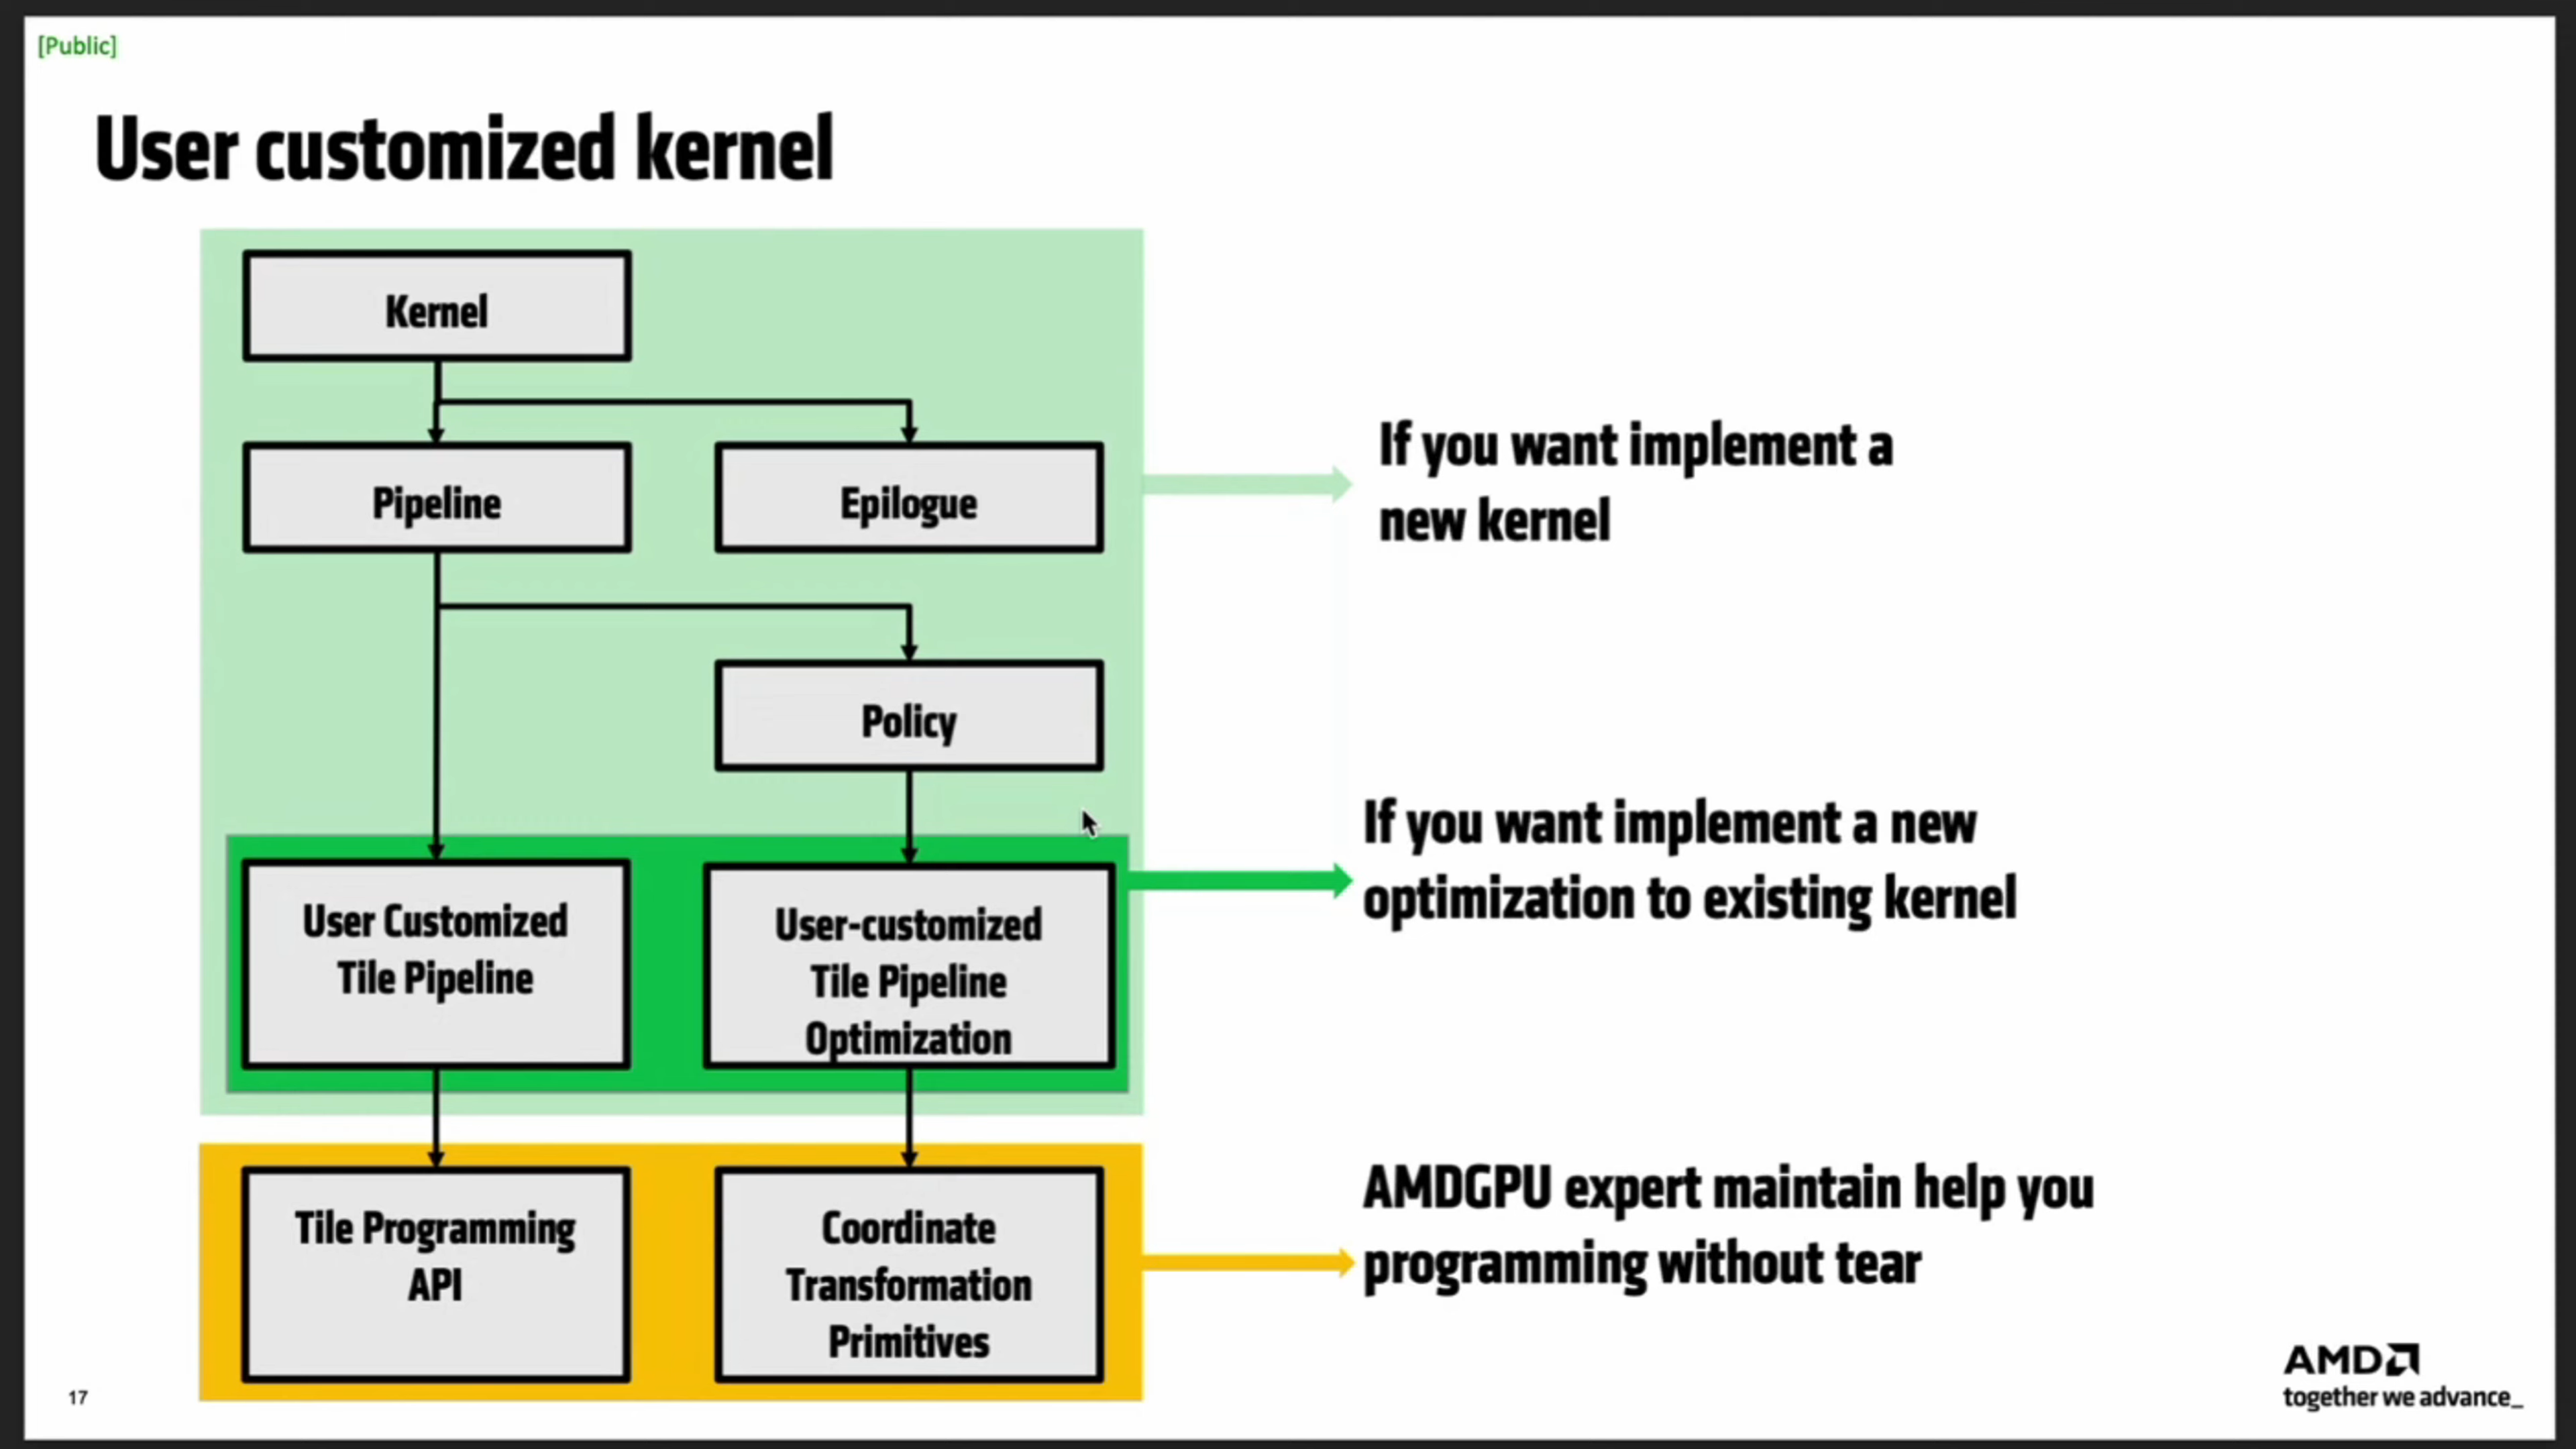 [Public]
User customized kernel
Kernel
Pipeline
Epilogue
If you want implement a
new kernel
Policy
If you want implement a new
optimization to existing kernel
User Customized
Tile Pipeline
User-customized
Tile Pipeline
Optimization
AMDGPU expert maintain help you
programming without tear
Tile Programming
API
Coordinate
Transformation
Primitives
AMD
together we advance_
17